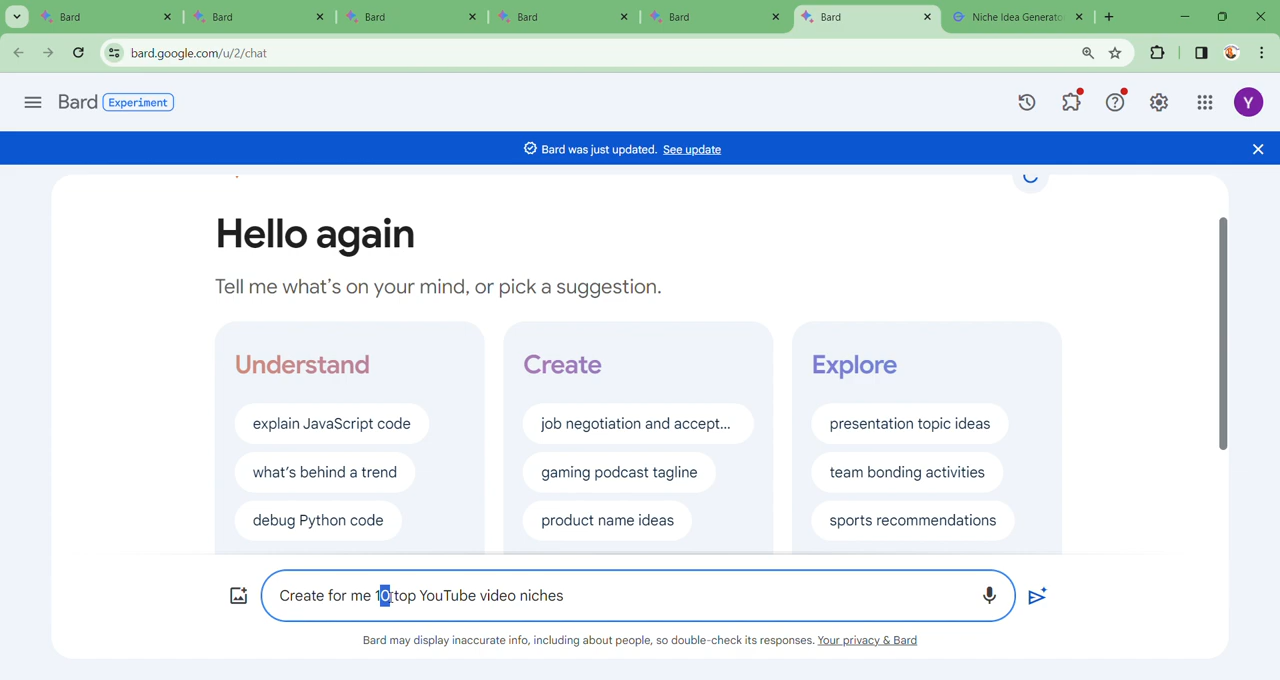 Bard
Bard
Bard
Bard
Bard
Bard
Niche Idea Generato
bard.google.com/u/2/chat
Bard Experiment
Y
Bard was just updated. See update
Hello again
Tell me what's on your mind, or pick a suggestion.
Understand
explain JavaScript code
what's behind a trend
debug Python code
Create
job negotiation and accept...
gaming podcast tagline
product name ideas
Explore
presentation topic ideas
team bonding activities
sports recommendations
Create for me 10 top YouTube video niches
Bard may display inaccurate info, including about people, so double-check its responses. Your privacy & Bard